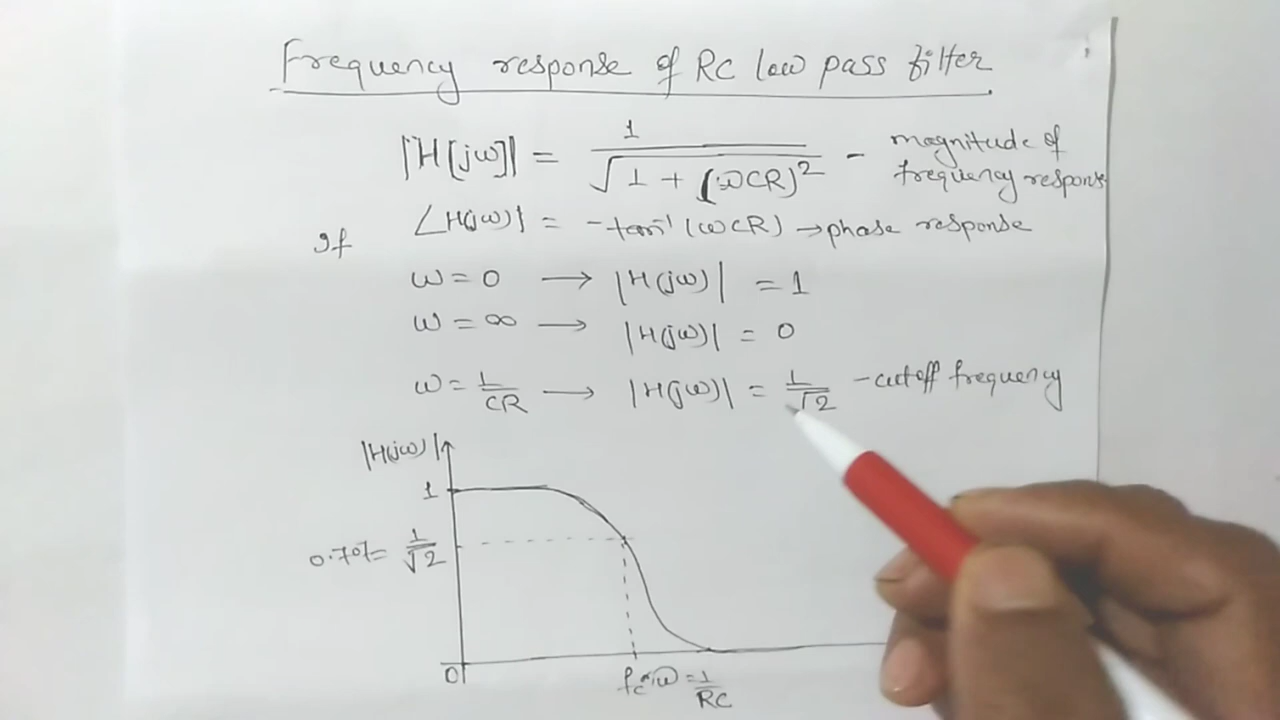 Frequency response of RC low pass filter
|H[jω]| = 1 / √1 + (ωCR)² - magnitude of frequency response
If ∠H(jω)| = -tan⁻¹(ωCR) → phase response
ω = 0 → |H(jω)| = 1
ω = ∞ → |H(jω)| = 0
ω = 1/CR → |H(jω)| = 1/√2 - cutoff frequency
|H(jω)|
1
0.707 = 1/√2
0
fc ω = 1/RC